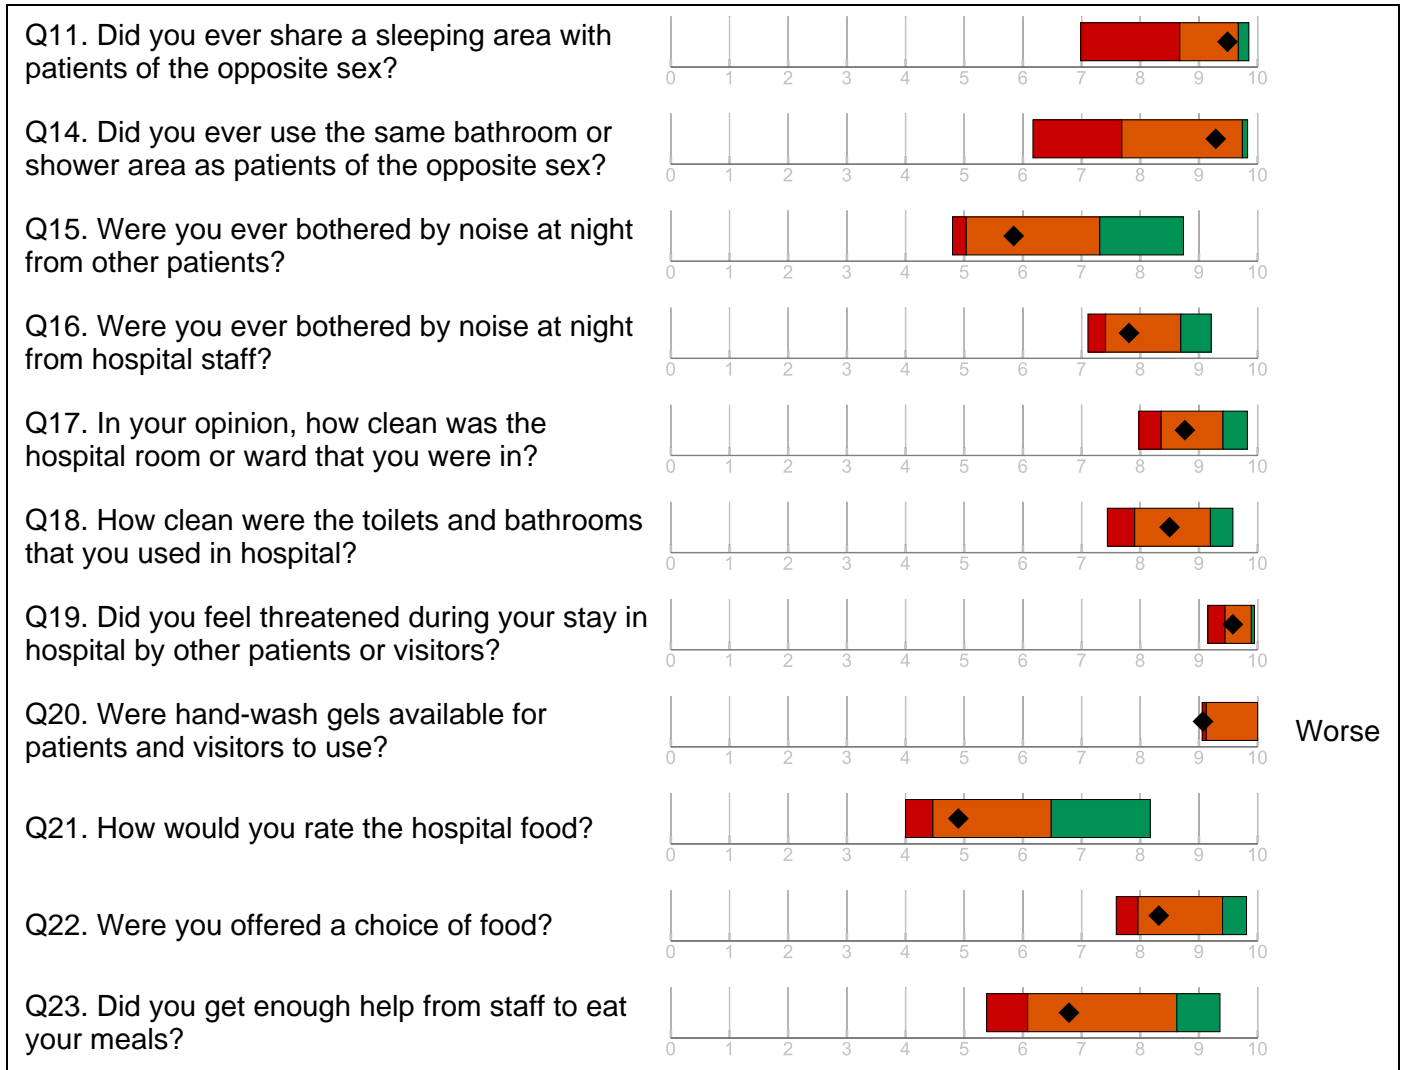 Q11. Did you ever share a sleeping area with
patients of the opposite sex?
0 1 2 3 4 5 6 7 8 9 10
Q14. Did you ever use the same bathroom or
shower area as patients of the opposite sex?
0 1 2 3 4 5 6 7 8 9 10
Q15. Were you ever bothered by noise at night
from other patients?
0 1 2 3 4 5 6 7 8 9 10
Q16. Were you ever bothered by noise at night
from hospital staff?
0 1 2 3 4 5 6 7 8 9 10
Q17. In your opinion, how clean was the
hospital room or ward that you were in?
0 1 2 3 4 5 6 7 8 9 10
Q18. How clean were the toilets and bathrooms
that you used in hospital?
0 1 2 3 4 5 6 7 8 9 10
Q19. Did you feel threatened during your stay in
hospital by other patients or visitors?
0 1 2 3 4 5 6 7 8 9 10
Q20. Were hand-wash gels available for
patients and visitors to use?
Worse
0 1 2 3 4 5 6 7 8 9 10
Q21. How would you rate the hospital food?
0 1 2 3 4 5 6 7 8 9 10
Q22. Were you offered a choice of food?
0 1 2 3 4 5 6 7 8 9 10
Q23. Did you get enough help from staff to eat
your meals?
0 1 2 3 4 5 6 7 8 9 10